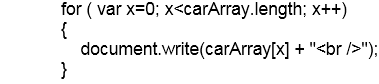 for ( var x=0; x<carArray.length; x++)
{
document.write(carArray[x] + "<br />");
}